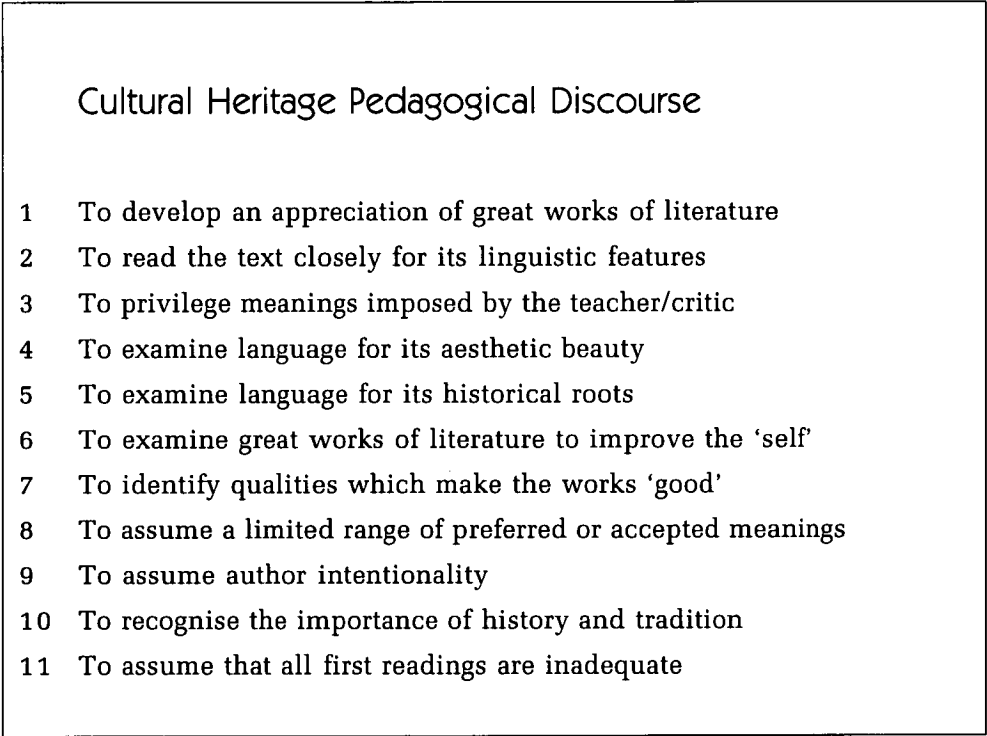 Cultural Heritage Pedagogical Discourse
1 To develop an appreciation of great works of literature
2 To read the text closely for its linguistic features
3 To privilege meanings imposed by the teacher/critic
4 To examine language for its aesthetic beauty
5 To examine language for its historical roots
6 To examine great works of literature to improve the ‘self’
7 To identify qualities which make the works ‘good’
8 To assume a limited range of preferred or accepted meanings
9 To assume author intentionality
10 To recognise the importance of history and tradition
11 To assume that all first readings are inadequate